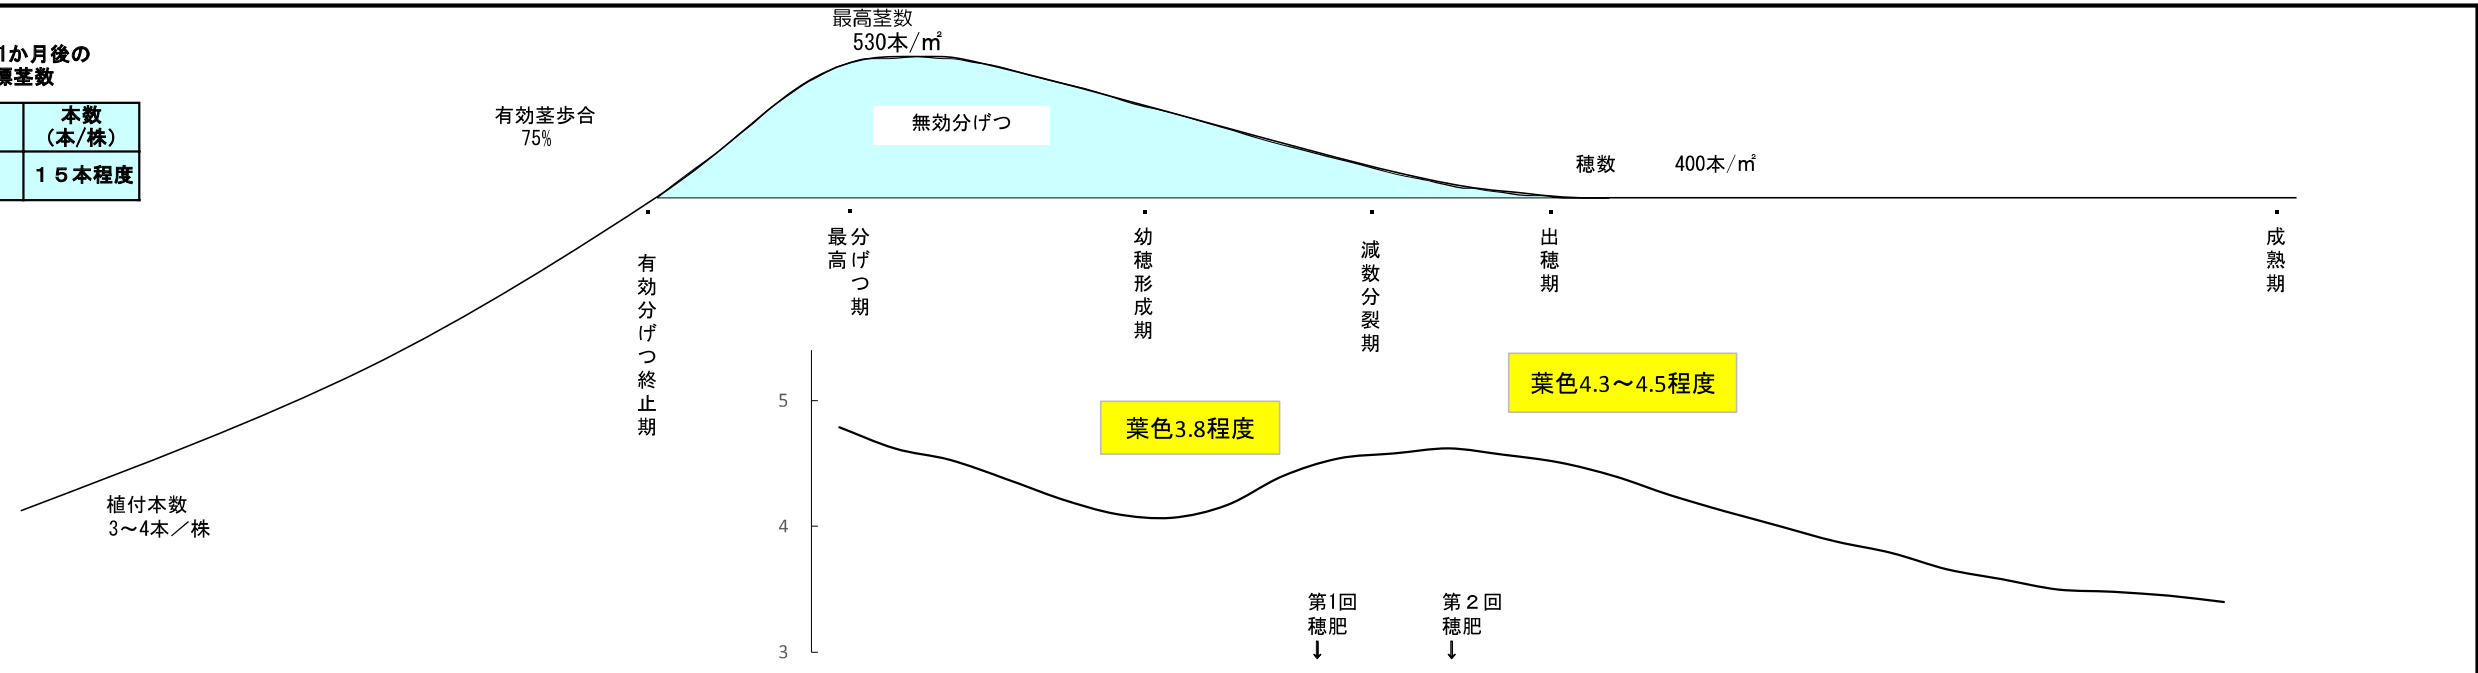 最高茎数
530本/㎡
1か月後の
標茎数
本数
(本/株)
１５本程度
有効茎歩合
75%
無効分げつ
穂数
400本/㎡
有効分げつ終止期
最高
分げつ期
幼穂形成期
減数分裂期
出穂期
成熟期
植付本数
3～4本／株
5
4
3
葉色3.8程度
葉色4.3～4.5程度
第1回
穂肥
↓
第２回
穂肥
↓